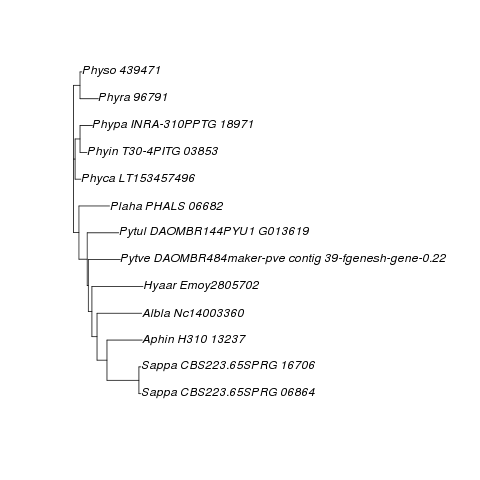 Physo 439471
Phyra 96791
Phypa INRA-310PPTG 18971
Phyin T30-4PITG 03853
Phyca LT153457496
Plaha PHALS 06682
Pytul DAOMBR144PYU1 G013619
Pytve DAOMBR484maker-pve contig 39-fgenesh-gene-0.22
Hyaar Emoy2805702
Albla Nc14003360
Aphin H310 13237
Sappa CBS223.65SPRG 16706
Sappa CBS223.65SPRG 06864